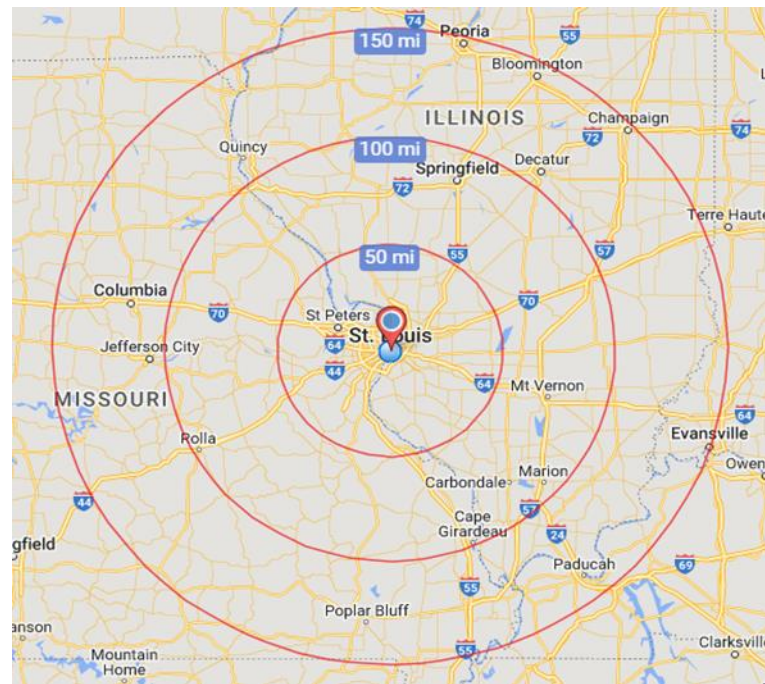 74
Peoria
55
150 mi
Bloomington
ILLINOIS
Champaign
74
72
Quincy
100 mi
Decatur
Springfield
72
Terre Haute
55
57
50 mi
Columbia
70
70
St Peters
St. Louis
64
Jefferson City
44
64
Mt Vernon
MISSOURI
64
Rolla
Evansville
Owen
Carbondale
Marion
44
57
Cape
Girardeau
24
gfield
Paducah
69
55
Poplar Bluff
anson
Clarksvill
55
Mountain
Home